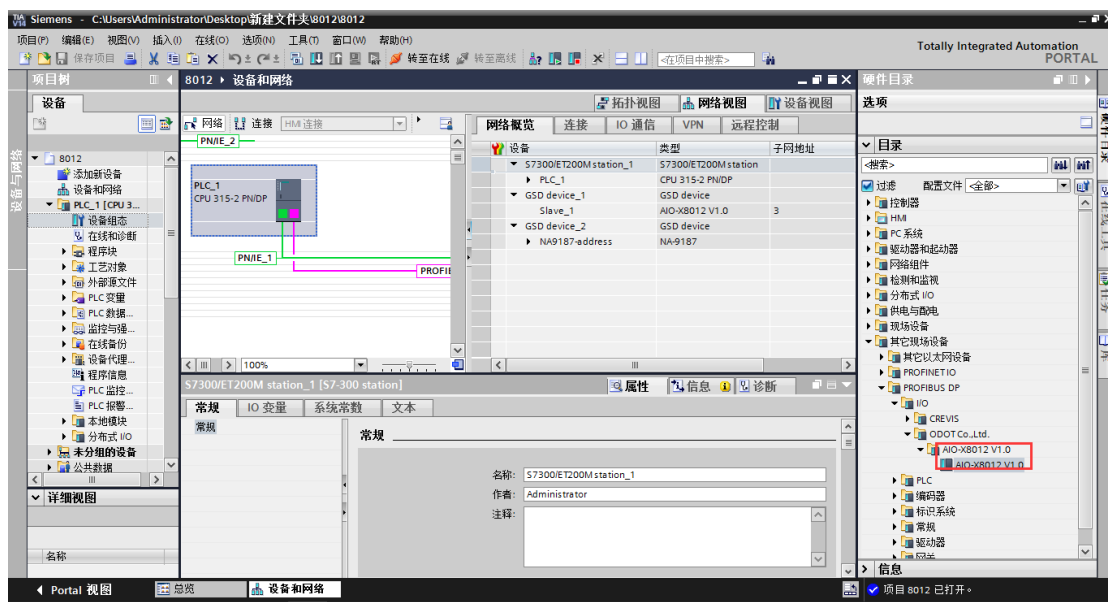 Siemens - C:\Users\Administrator\Desktop\新建文件夹\8012\8012
项目(P) 编辑(E) 视图(V) 插入(I) 在线(O) 选项(N) 工具(T) 窗口(W) 帮助(H)
Totally Integrated Automation
PORTAL
保存项目 转至在线 转至离线 <在项目中搜索>
项目树
8012 › 设备和网络
硬件目录
设备
拓扑视图 网络视图 设备视图
选项
网络 连接 HMI 连接
网络概览 连接 IO 通信 VPN 远程控制
设备与网络
8012
添加新设备
设备和网络
PLC_1 [CPU 3...
设备组态
在线和诊断
程序块
工艺对象
外部源文件
PLC 变量
PLC 数据...
监控与强...
在线备份
设备代理...
程序信息
PLC 监控...
PLC 报警...
本地模块
分布式 I/O
未分组的设备
公共数据
详细视图
名称
PN/IE_2
PLC_1
CPU 315-2 PN/DP
PN/IE_1
PROFIE
100%
设备 类型 子网地址
S7300/ET200M station_1 S7300/ET200M station
PLC_1 CPU 315-2 PN/DP
GSD device_1 GSD device
Slave_1 AIO-X8012 V1.0 3
GSD device_2 GSD device
NA9187-address NA-9187
S7300/ET200M station_1 [S7-300 station]
属性 信息 诊断
常规 IO 变量 系统常数 文本
常规
常规
名称: S7300/ET200M station_1
作者: Administrator
注释:
目录
<搜索>
过滤 配置文件 <全部>
控制器
HMI
PC 系统
驱动器和起动器
网络组件
检测和监视
分布式 I/O
供电与配电
现场设备
其它现场设备
其它以太网设备
PROFINET IO
PROFIBUS DP
I/O
CREVIS
ODOT Co.,Ltd.
AIO-X8012 V1.0
AIO-X8012 V1.0
PLC
编码器
标识系统
常规
驱动器
网关
信息
Portal 视图 总览 设备和网络 项目 8012 已打开。